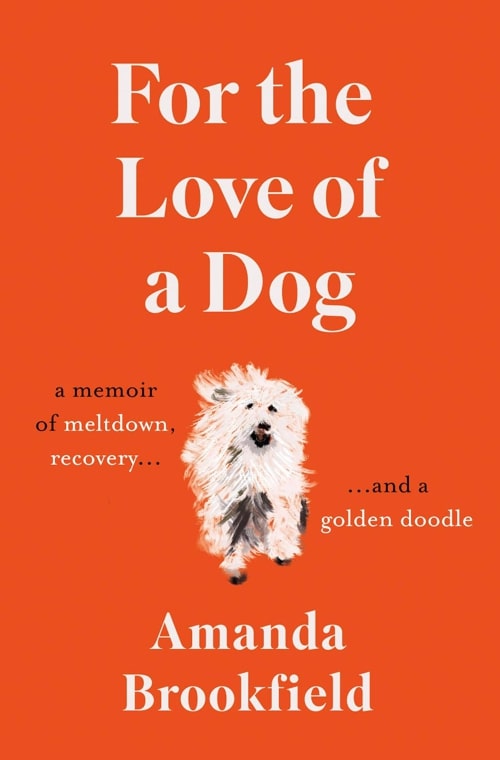 For the
Love of
a Dog
a memoir
of meltdown,
recovery...
...and a
golden doodle
Amanda
Brookfield